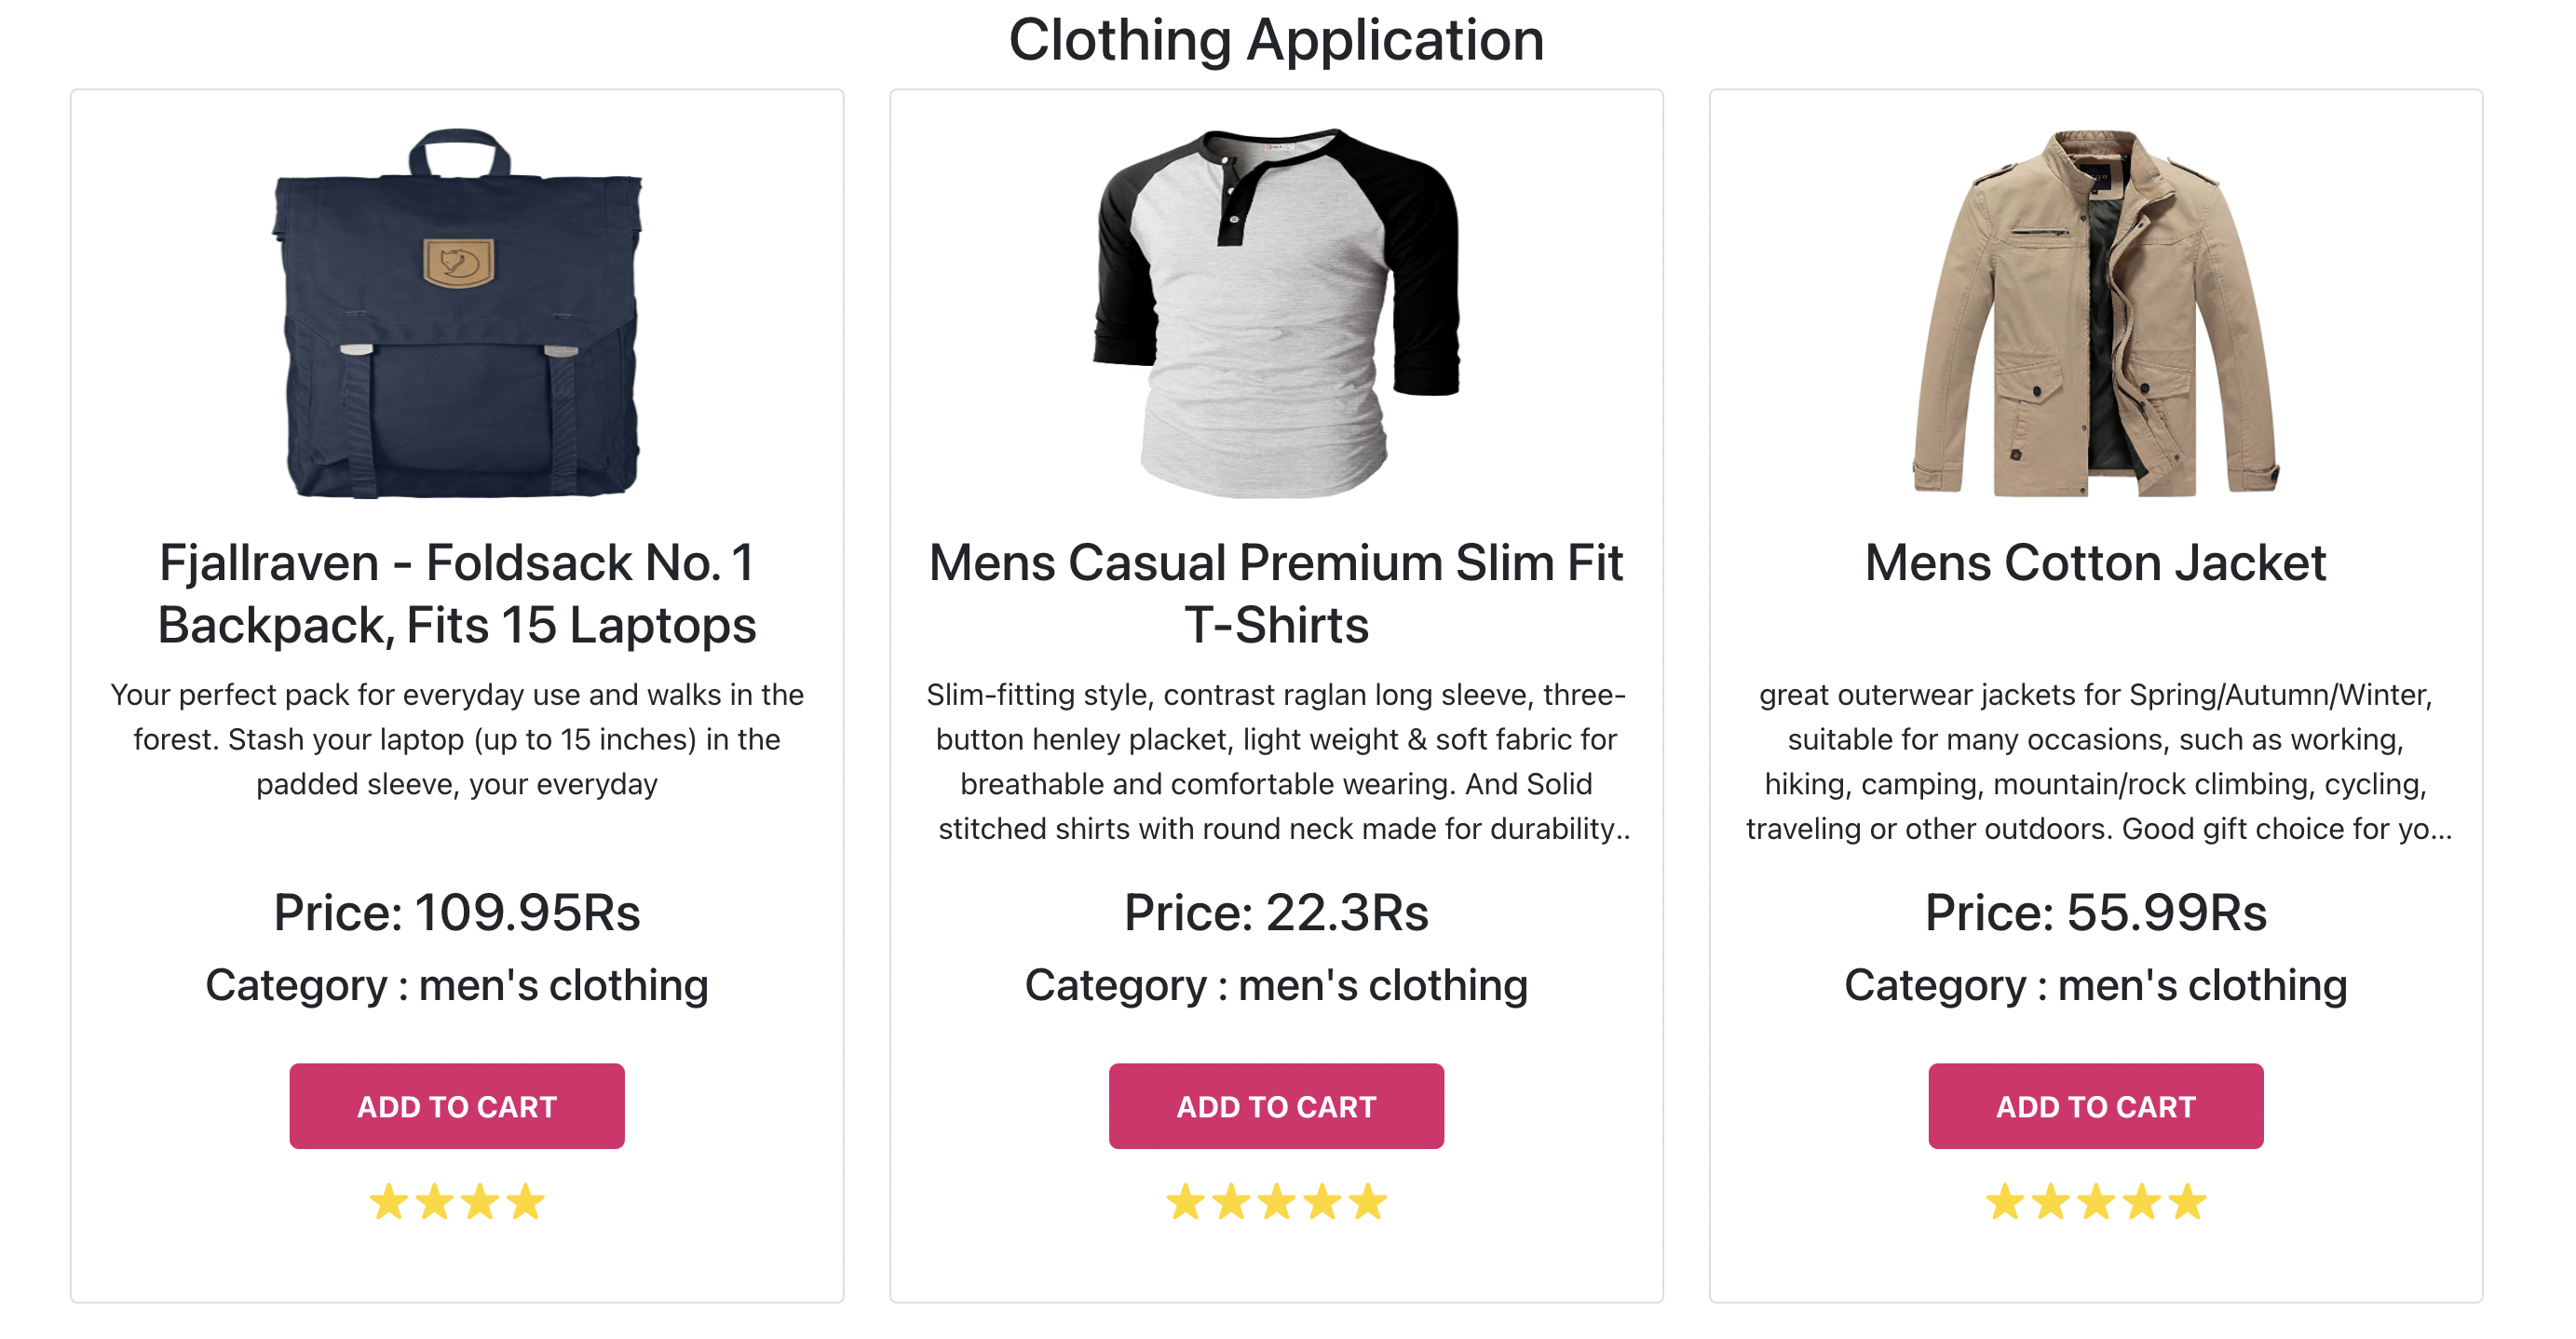 Clothing Application
Fjallraven - Foldsack No. 1
Backpack, Fits 15 Laptops
Your perfect pack for everyday use and walks in the
forest. Stash your laptop (up to 15 inches) in the
padded sleeve, your everyday
Price: 109.95Rs
Category : men's clothing
ADD TO CART
Mens Casual Premium Slim Fit
T-Shirts
Slim-fitting style, contrast raglan long sleeve, three-
button henley placket, light weight & soft fabric for
breathable and comfortable wearing. And Solid
stitched shirts with round neck made for durability..
Price: 22.3Rs
Category : men's clothing
ADD TO CART
Mens Cotton Jacket
great outerwear jackets for Spring/Autumn/Winter,
suitable for many occasions, such as working,
hiking, camping, mountain/rock climbing, cycling,
traveling or other outdoors. Good gift choice for yo...
Price: 55.99Rs
Category : men's clothing
ADD TO CART